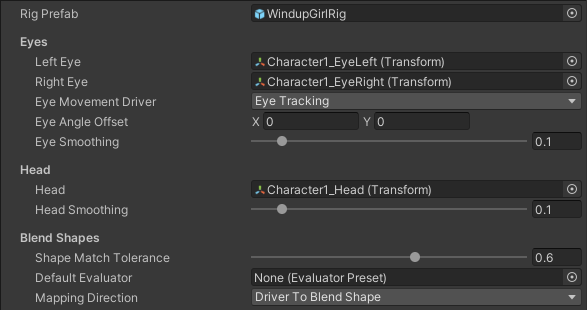 Rig Prefab WindupGirlRig
Eyes
Left Eye Character1_EyeLeft (Transform)
Right Eye Character1_EyeRight (Transform)
Eye Movement Driver Eye Tracking
Eye Angle Offset X 0 Y 0
Eye Smoothing 0.1
Head
Head Character1_Head (Transform)
Head Smoothing 0.1
Blend Shapes
Shape Match Tolerance 0.6
Default Evaluator None (Evaluator Preset)
Mapping Direction Driver To Blend Shape